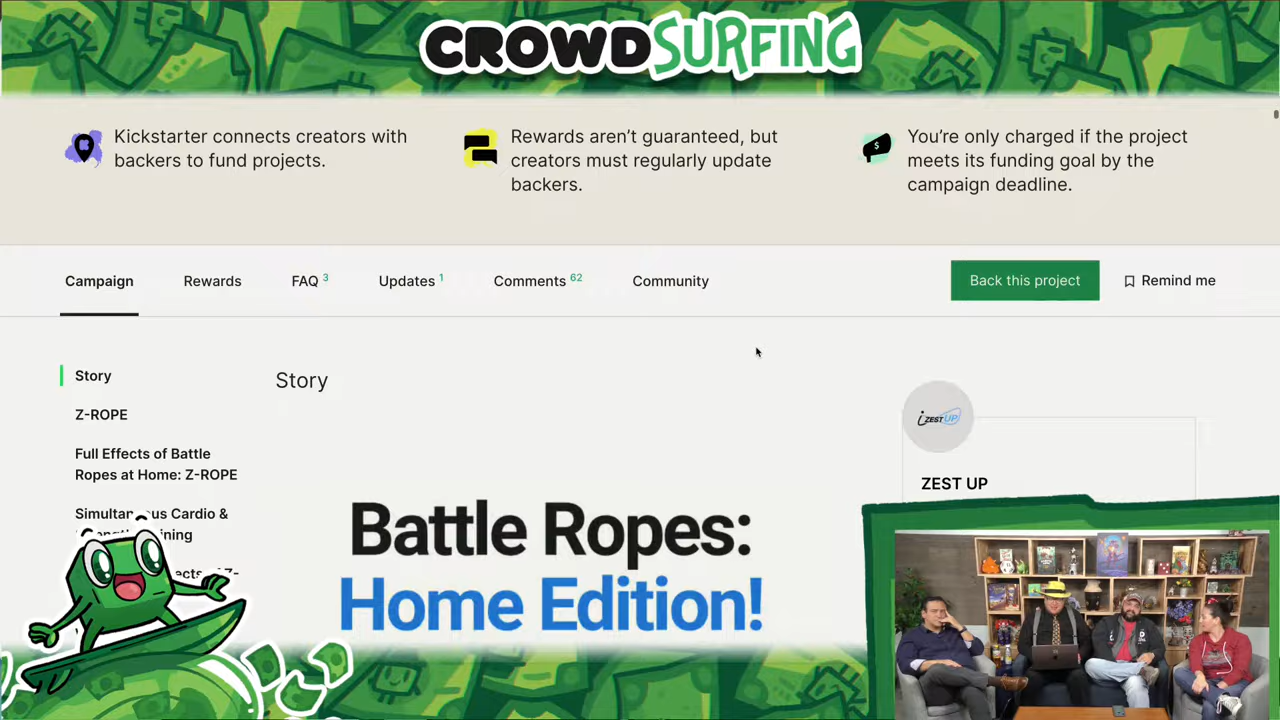 CROWDSURFING
Kickstarter connects creators with
backers to fund projects.
Rewards aren't guaranteed, but
creators must regularly update
backers.
$
You're only charged if the project
meets its funding goal by the
campaign deadline.
Campaign
Rewards
FAQ 3
Updates 1
Comments 62
Community
Back this project
Remind me
Story
Z-ROPE
Full Effects of Battle
Ropes at Home: Z-ROPE
Cardio &
Story
Battle Ropes:
Home Edition!
iZEST UP
ZEST UP